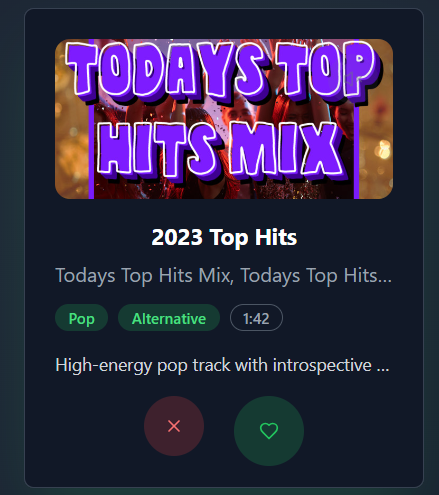 TODAYS TOP
HITS MIX
2023 Top Hits
Todays Top Hits Mix, Todays Top Hits...
Pop Alternative 1:42
High-energy pop track with introspective ...